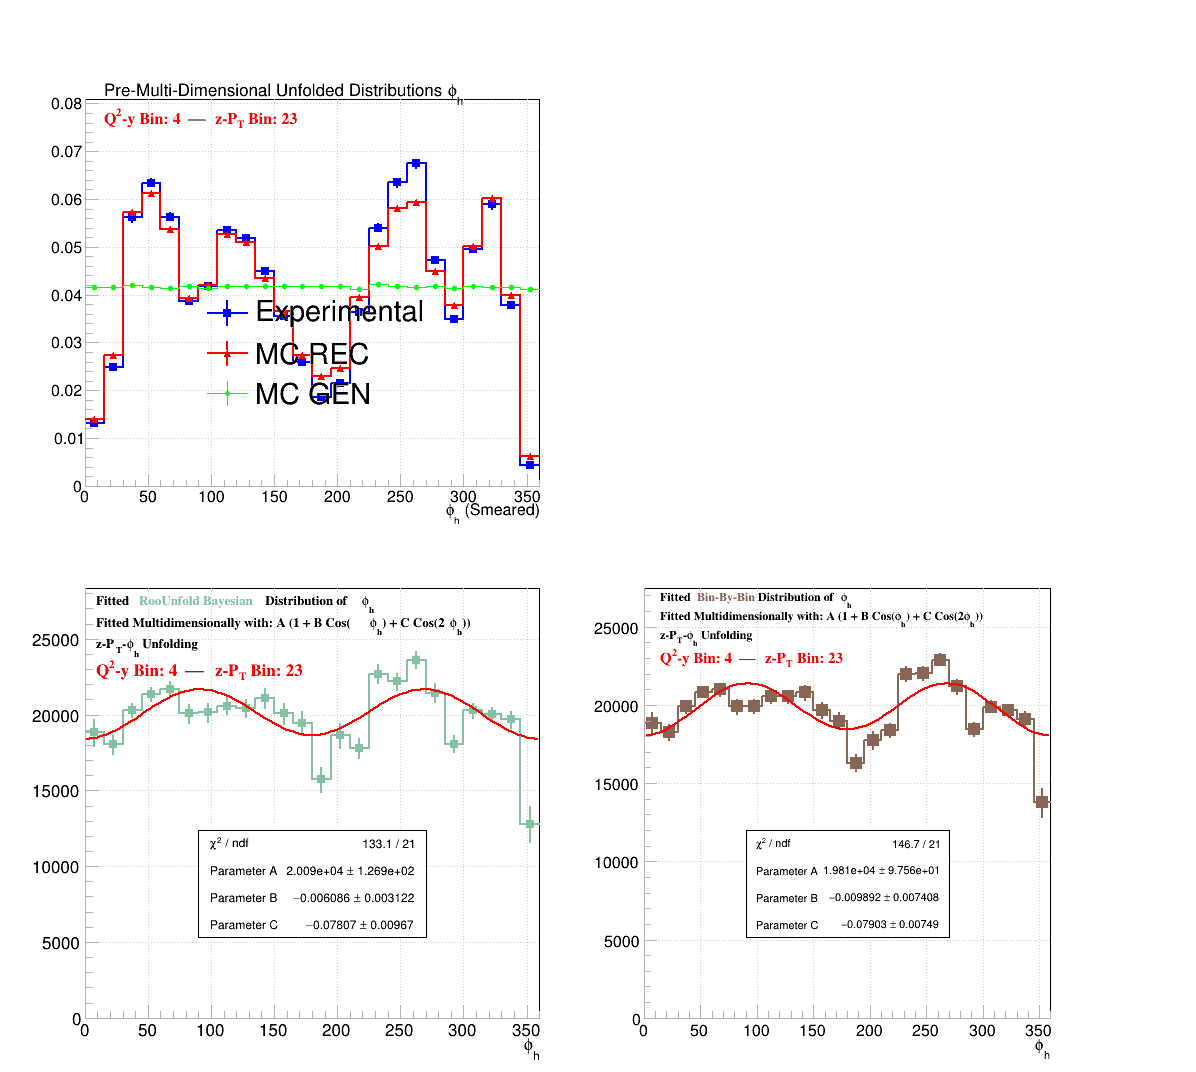 Pre-Multi-Dimensional Unfolded Distributions ϕh
Q2-y Bin: 4 — z-PT Bin: 23
0.08
0.07
0.06
0.05
0.04
0.03
0.02
0.01
0
Experimental
MC REC
MC GEN
0 50 100 150 200 250 300 350
ϕh (Smeared)
Fitted RooUnfold Bayesian Distribution of ϕh
Fitted Multidimensionally with: A (1 + B Cos( ϕh) + C Cos(2 ϕh))
z-PT-ϕh Unfolding
Q2-y Bin: 4 — z-PT Bin: 23
25000
20000
15000
10000
5000
0
χ2 / ndf 133.1 / 21
Parameter A 2.009e+04 ± 1.269e+02
Parameter B −0.006086 ± 0.003122
Parameter C −0.07807 ± 0.00967
0 50 100 150 200 250 300 350
ϕh
Fitted Bin-By-Bin Distribution of ϕh
Fitted Multidimensionally with: A (1 + B Cos(ϕh) + C Cos(2ϕh))
z-PT-ϕh Unfolding
Q2-y Bin: 4 — z-PT Bin: 23
25000
20000
15000
10000
5000
0
χ2 / ndf 146.7 / 21
Parameter A 1.981e+04 ± 9.756e+01
Parameter B −0.009892 ± 0.007408
Parameter C −0.07903 ± 0.00749
0 50 100 150 200 250 300 350
ϕh